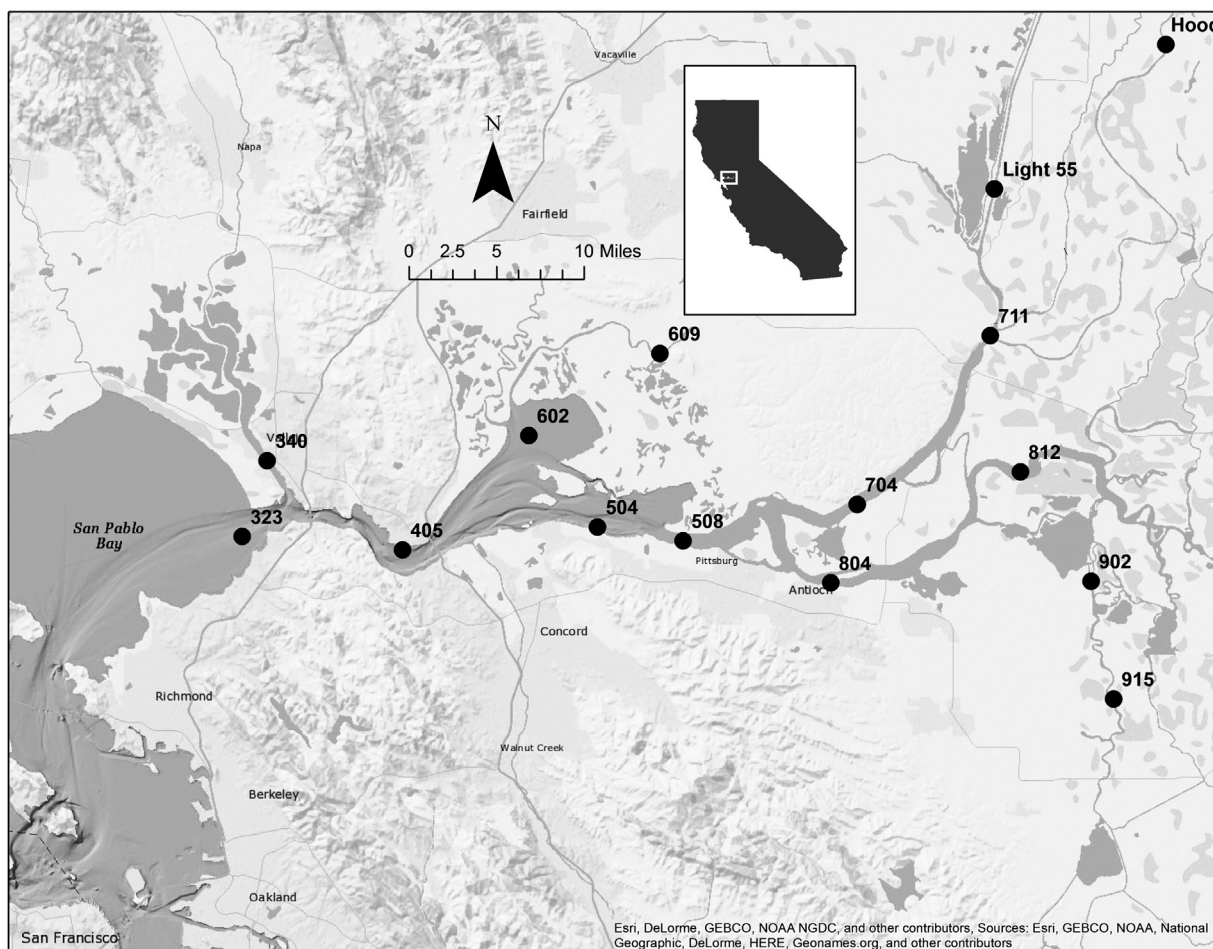 Hood
Vacaville
N
Napa
Light 55
Fairfield
0 2.5 5 10 Miles
711
609
602
340
812
704
504
San Pablo
Bay
323
508
405
Pittsburg
902
804
Antioch
Concord
915
Richmond
Walnut Creek
Berkeley
Oakland
San Francisco
Esri, DeLorme, GEBCO, NOAA NGDC, and other contributors, Sources: Esri, GEBCO, NOAA, National
Geographic, DeLorme, HERE, Geonames.org, and other contributors